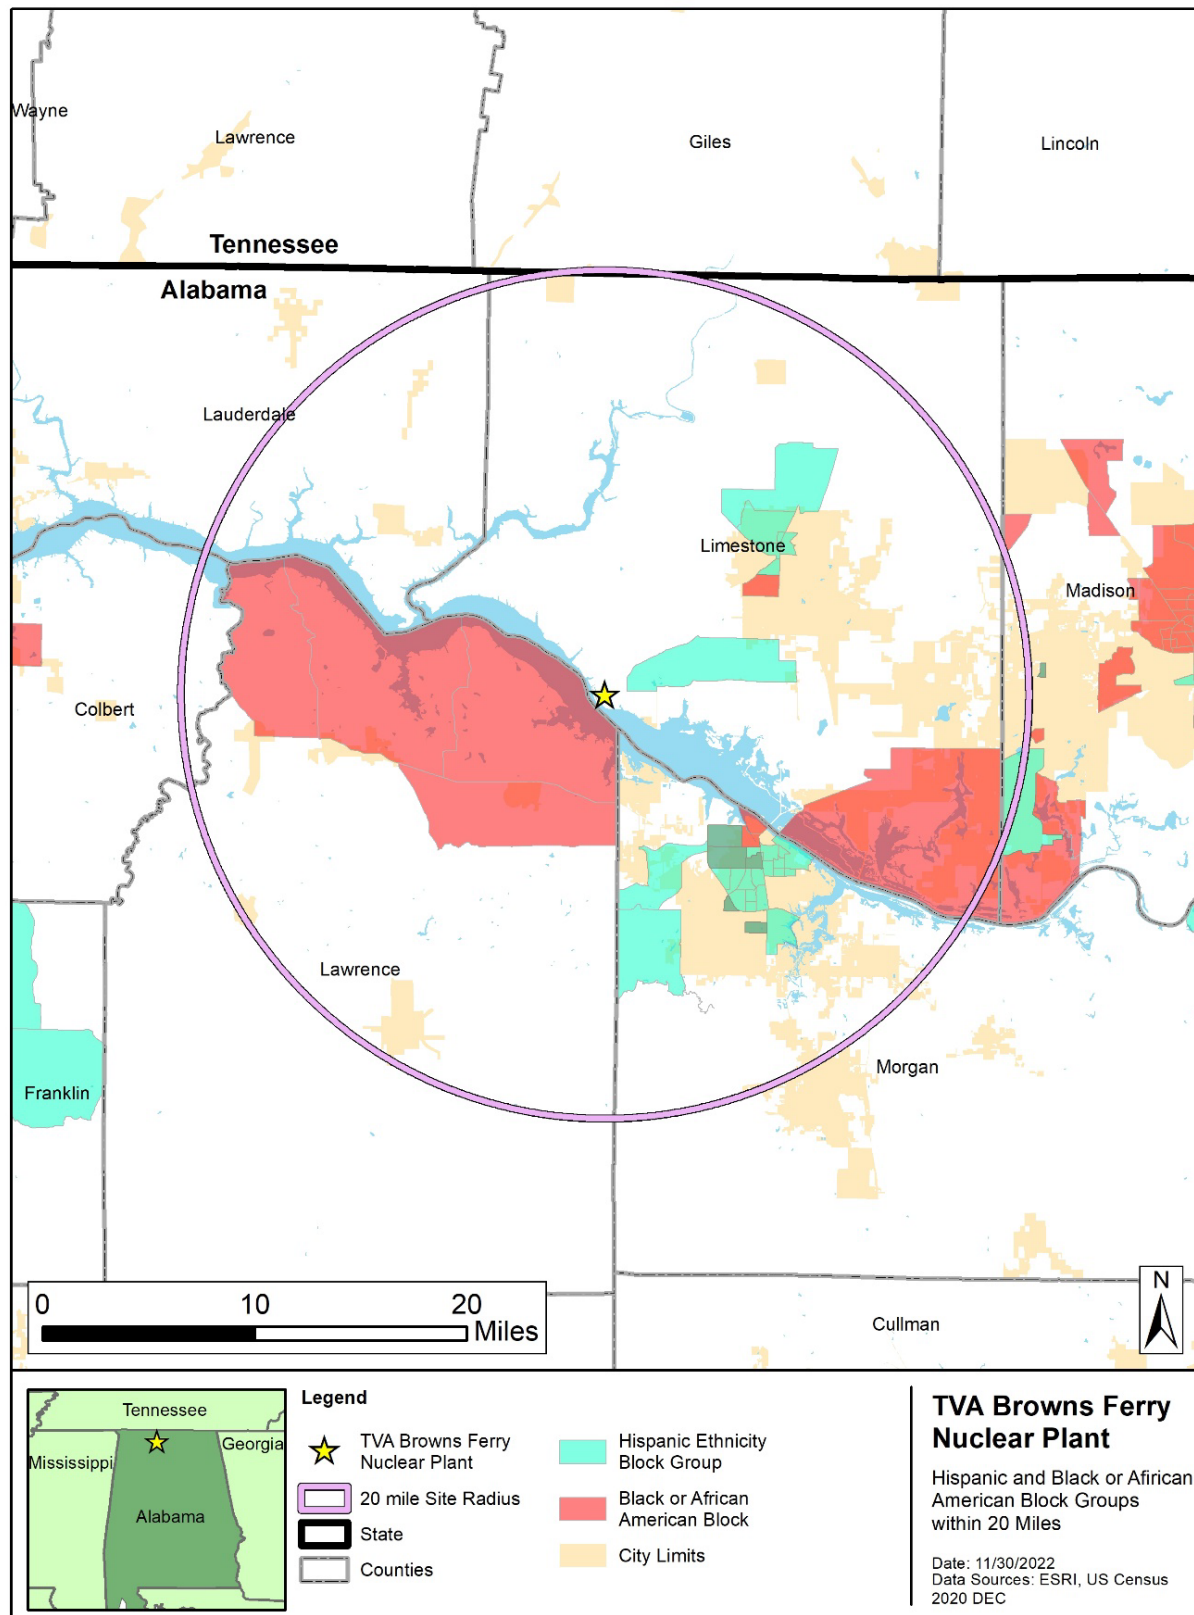 Wayne
Lawrence
Giles
Lincoln
Tennessee
Alabama
Lauderdale
Limestone
Madison
Colbert
Lawrence
Morgan
Franklin
0 10 20
Miles
Cullman
N
Tennessee
Mississippi
Georgia
Alabama
Legend
TVA Browns Ferry
Nuclear Plant
20 mile Site Radius
State
Counties
Hispanic Ethnicity
Block Group
Black or African
American Block
City Limits
TVA Browns Ferry
Nuclear Plant
Hispanic and Black or Afirican
American Block Groups
within 20 Miles
Date: 11/30/2022
Data Sources: ESRI, US Census
2020 DEC